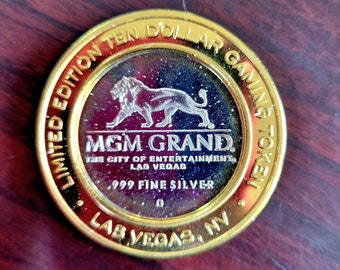 • LIMITED EDITION TEN DOLLAR GAMING TOKEN •
MGM GRAND
THE CITY OF ENTERTAINMENT
LAS VEGAS
.999 FINE SILVER
LAS VEGAS, NV